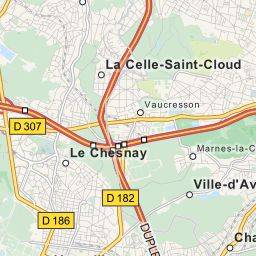 La Celle-Saint-Cloud
Vaucresson
D 307
Le Chesnay
Marnes-la-C
Ville-d'Av
D 182
D 186
DUPLE
Cha